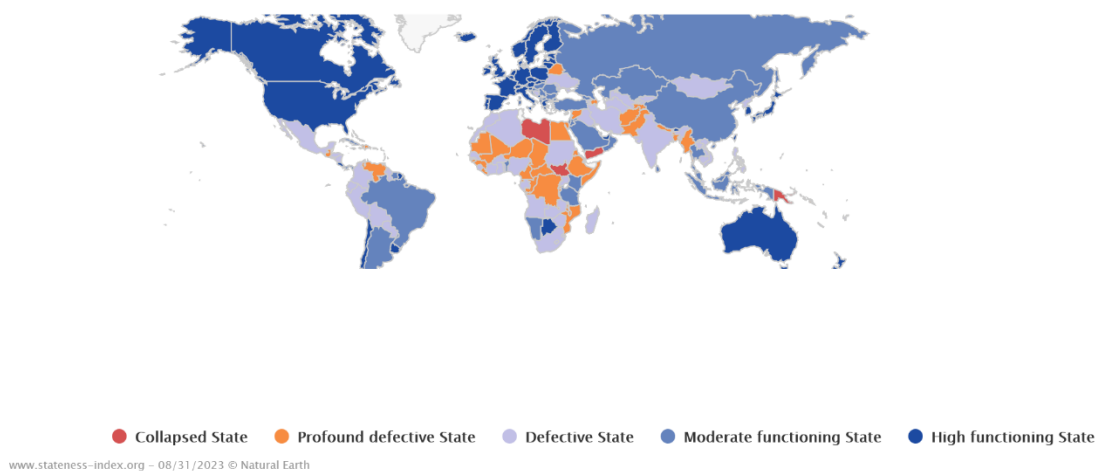 Collapsed State Profound defective State Defective State Moderate functioning State High functioning State
www.stateness-index.org – 08/31/2023 © Natural Earth